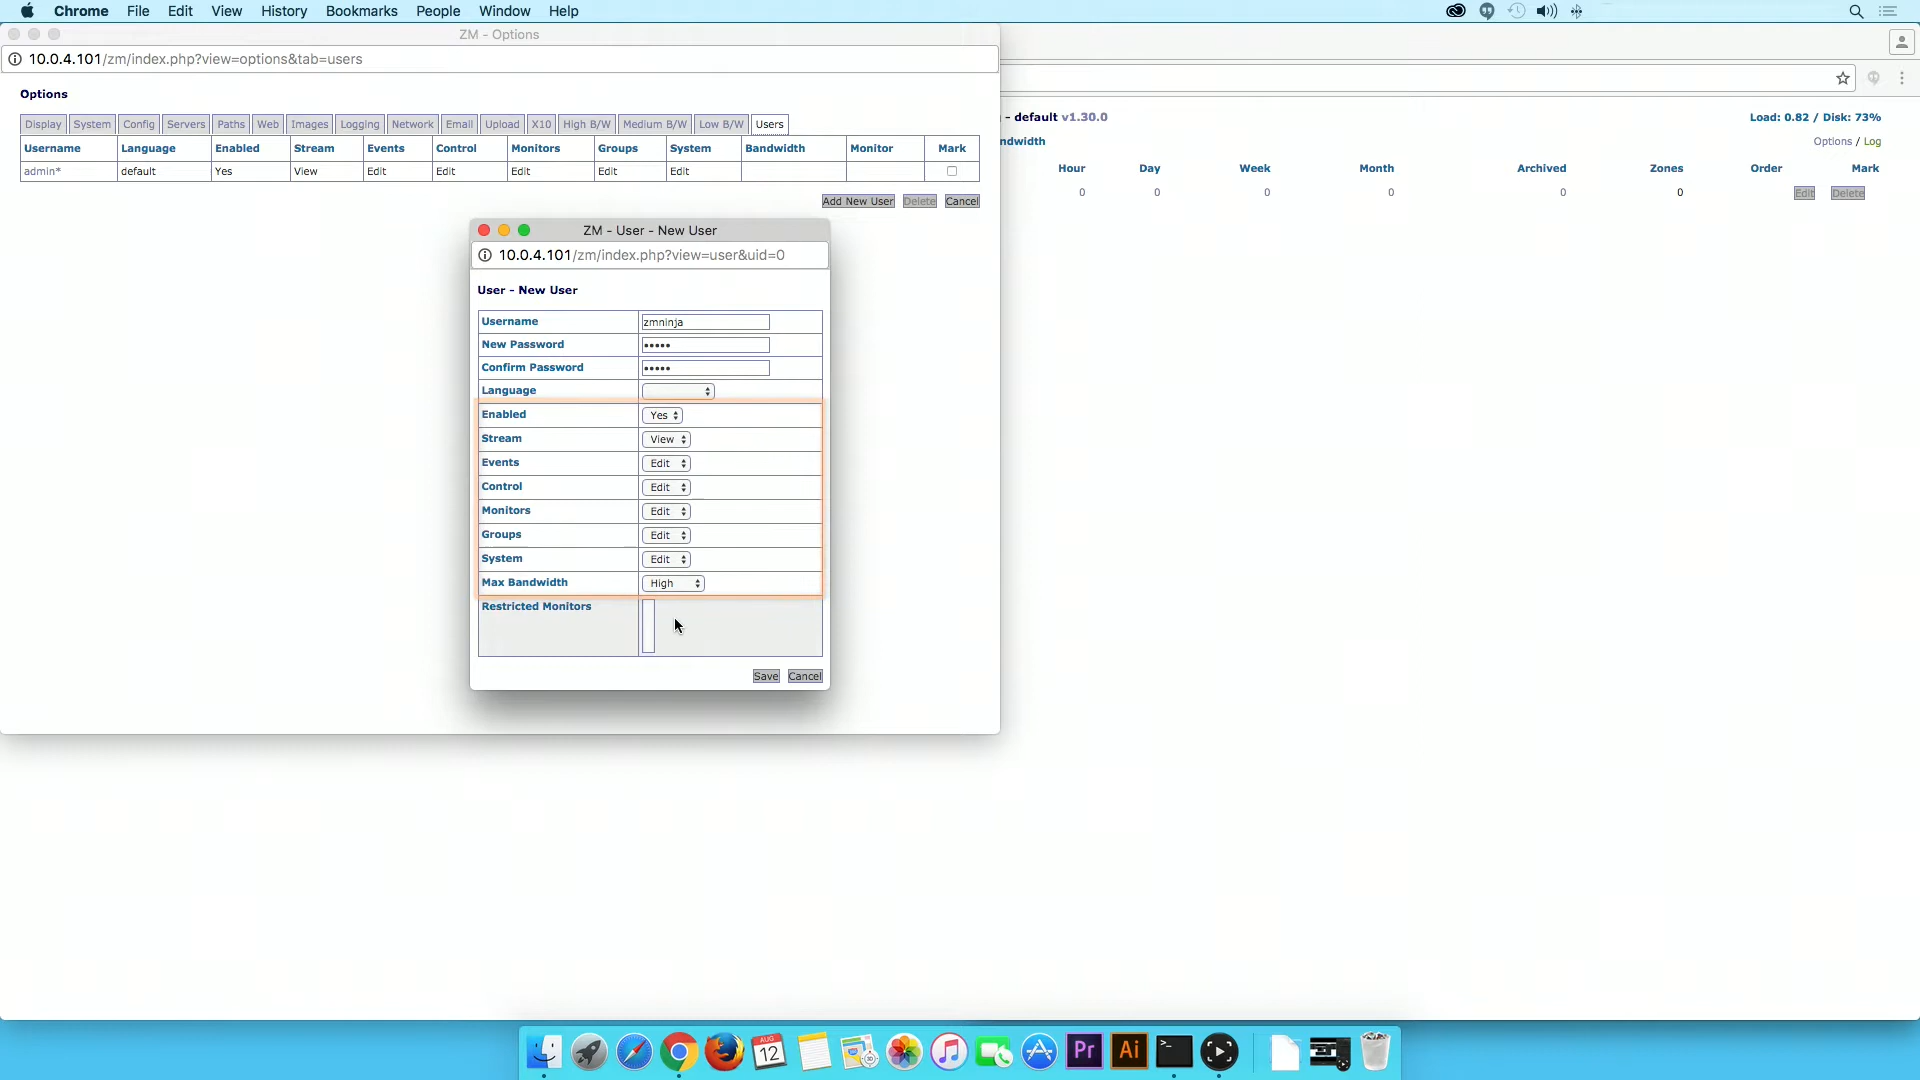 Chrome File Edit View History Bookmarks People Window Help
ZM - Options
10.0.4.101/zm/index.php?view=options&tab=users
Options
Display System Config Servers Paths Web Images Logging Network Email Upload X10 High B/W Medium B/W Low B/W Users
Username Language Enabled Stream Events Control Monitors Groups System Bandwidth Monitor Mark
admin* default Yes View Edit Edit Edit Edit Edit
Add New User Delete Cancel
- default v1.30.0 Load: 0.82 / Disk: 73%
ndwidth Options / Log
Hour Day Week Month Archived Zones Order Mark
0 0 0 0 0 0 Edit Delete
ZM - User - New User
10.0.4.101/zm/index.php?view=user&uid=0
User - New User
Username zmninja
New Password •••••
Confirm Password •••••
Language
Enabled Yes
Stream View
Events Edit
Control Edit
Monitors Edit
Groups Edit
System Edit
Max Bandwidth High
Restricted Monitors
Save Cancel
AUG
12
Pr Ai >_